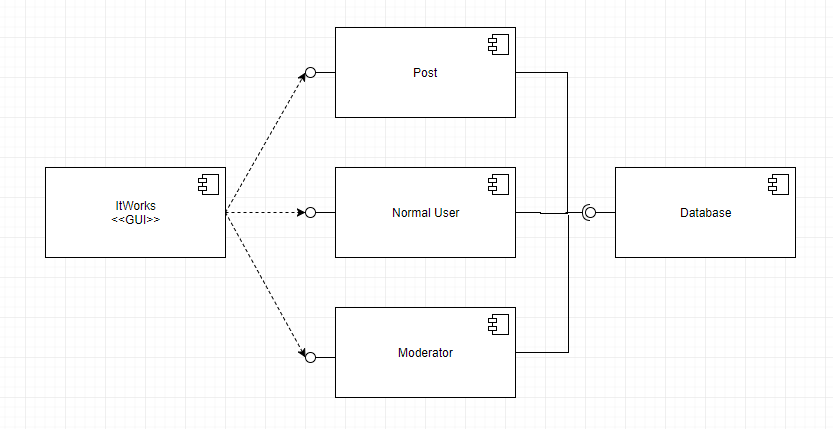 Post
ItWorks
<<GUI>>
Normal User
Database
Moderator